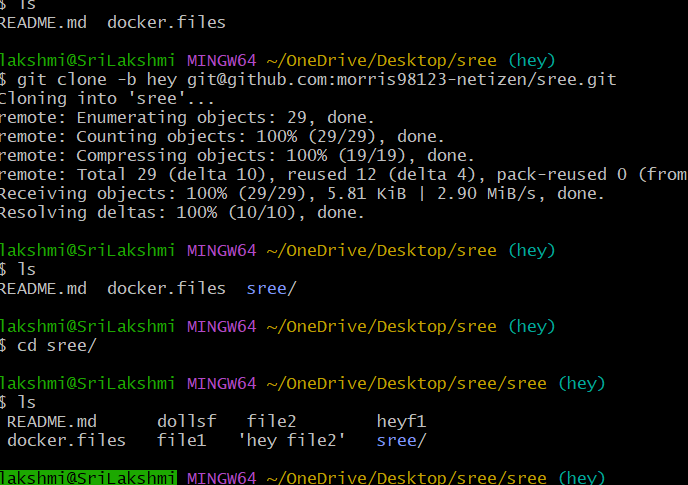 $ ls
README.md  docker.files
lakshmi@SriLakshmi MINGW64 ~/OneDrive/Desktop/sree (hey)
$ git clone -b hey git@github.com:morris98123-netizen/sree.git
Cloning into 'sree'...
remote: Enumerating objects: 29, done.
remote: Counting objects: 100% (29/29), done.
remote: Compressing objects: 100% (19/19), done.
remote: Total 29 (delta 10), reused 12 (delta 4), pack-reused 0 (from
Receiving objects: 100% (29/29), 5.81 KiB | 2.90 MiB/s, done.
Resolving deltas: 100% (10/10), done.
lakshmi@SriLakshmi MINGW64 ~/OneDrive/Desktop/sree (hey)
$ ls
README.md  docker.files  sree/
lakshmi@SriLakshmi MINGW64 ~/OneDrive/Desktop/sree (hey)
$ cd sree/
lakshmi@SriLakshmi MINGW64 ~/OneDrive/Desktop/sree/sree (hey)
$ ls
README.md      dollsf   file2        heyf1
docker.files   file1   'hey file2'   sree/
lakshmi@SriLakshmi MINGW64 ~/OneDrive/Desktop/sree/sree (hey)